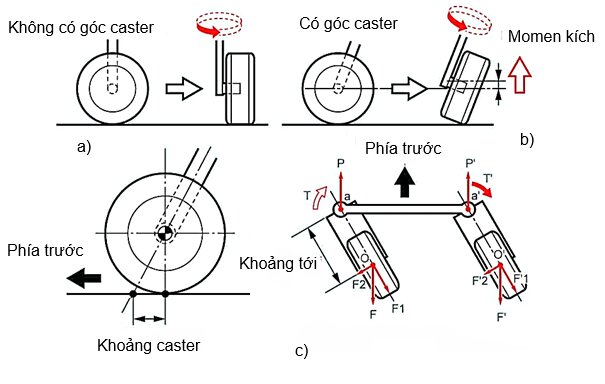 Không có góc caster
Có góc caster
Momen kích
a)
b)
Phía trước
Khoảng caster
Phía trước
P
P'
T
a
a'
T'
Khoảng tới
O
O'
F2
F1
F
F'2
F'1
F'
c)